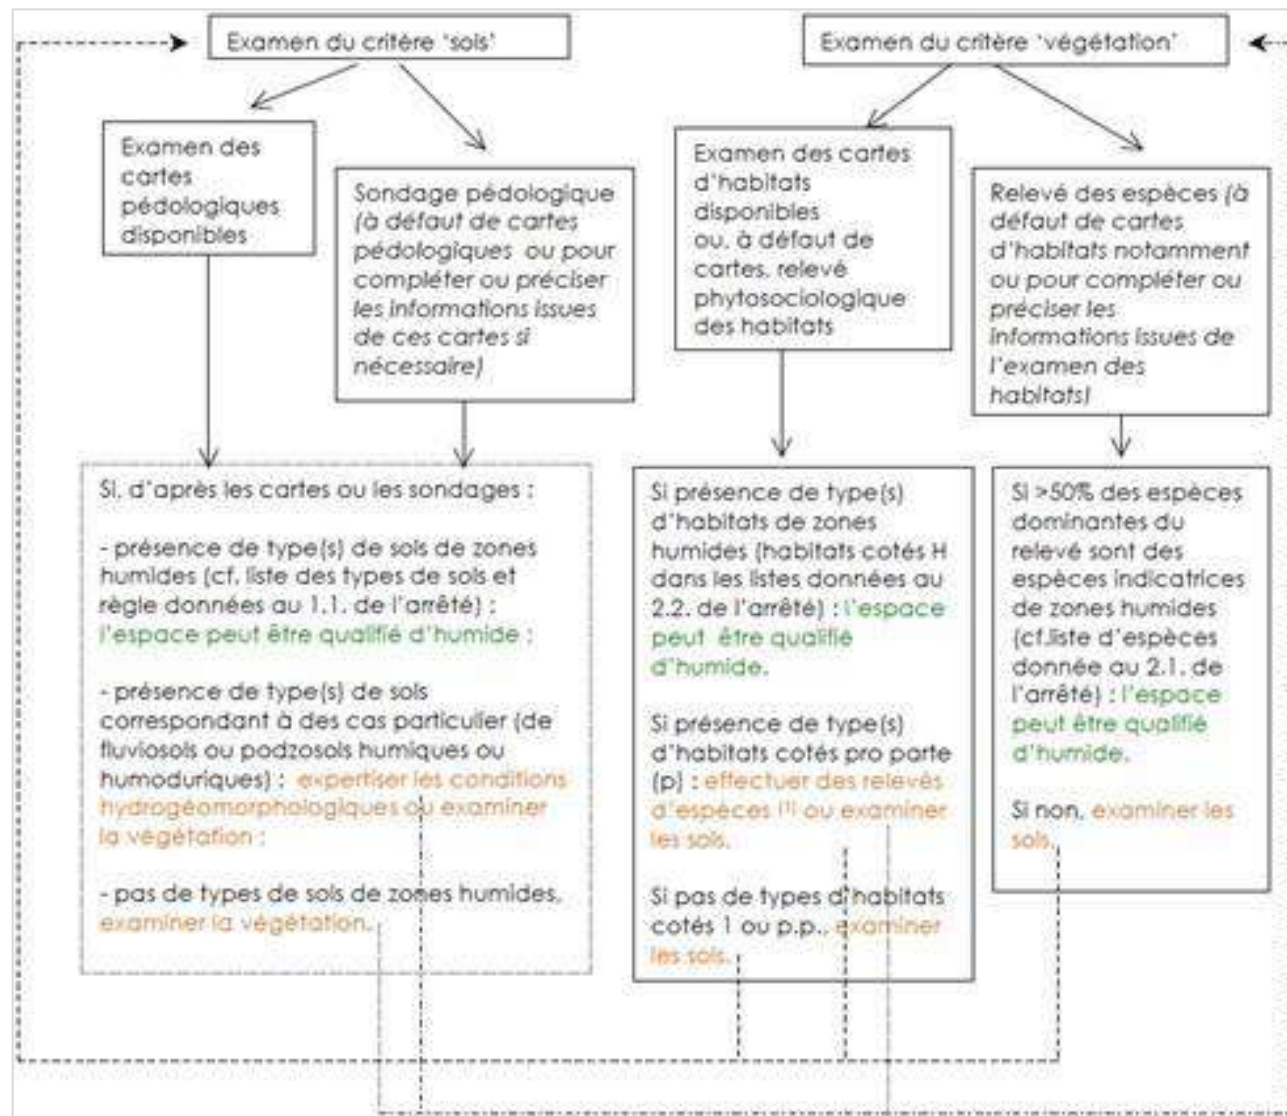 Examen du critère 'sols'
Examen des
cartes
pédologiques
disponibles
Sondage pédologique
(à défaut de cartes
pédologiques ou pour
compléter ou préciser
les informations issues
de ces cartes si
nécessaire)
Si, d'après les cartes ou les sondages :
- présence de type(s) de sols de zones
humides (cf. liste des types de sols et
règle données au 1.1. de l'arrêté) :
l'espace peut être qualifié d'humide ;
- présence de type(s) de sols
correspondant à des cas particulier (de
fluviosols ou podzosols humiques ou
humoduriques) : expertiser les conditions
hydrogéomorphologiques ou examiner
la végétation ;
- pas de types de sols de zones humides,
examiner la végétation.
Examen du critère 'végétation'
Examen des cartes
d'habitats
disponibles
ou, à défaut de
cartes, relevé
phytosociologique
des habitats
Relevé des espèces (à
défaut de cartes
d'habitats notamment
ou pour compléter ou
préciser les
informations issues de
l'examen des
habitats)
Si présence de type(s)
d'habitats de zones
humides (habitats cotés H
dans les listes données au
2.2. de l'arrêté) : l'espace
peut être qualifié
d'humide.
Si présence de type(s)
d'habitats cotés pro parte
(p) : effectuer des relevés
d'espèces (1) ou examiner
les sols.
Si pas de types d'habitats
cotés 1 ou p.p., examiner
les sols.
Si >50% des espèces
dominantes du
relevé sont des
espèces indicatrices
de zones humides
(cf.liste d'espèces
donnée au 2.1. de
l'arrêté) : l'espace
peut être qualifié
d'humide.
Si non, examiner les
sols.